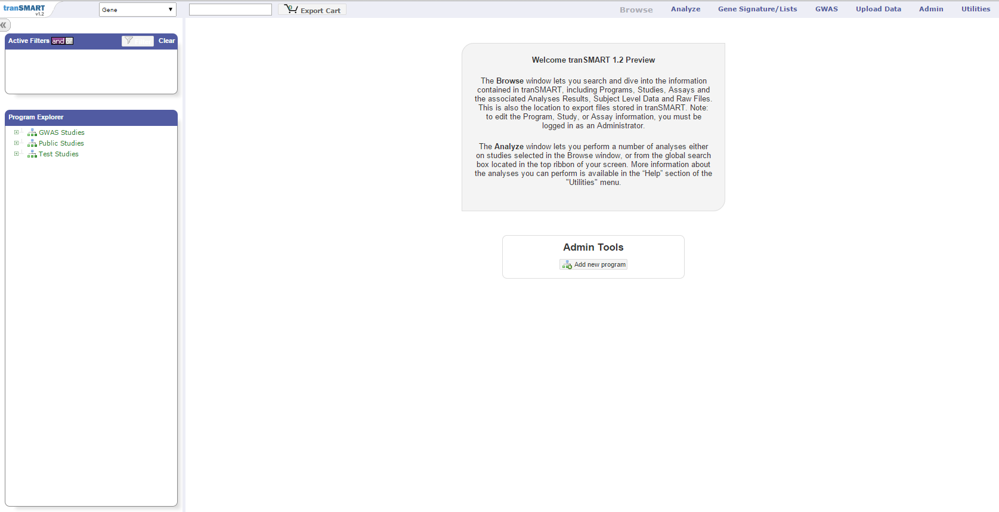 tranSMART
v1.2
Gene
0
Export Cart
Browse
Analyze
Gene Signature/Lists
GWAS
Upload Data
Admin
Utilities
Active Filters
and or
Filter
Clear
Program Explorer
GWAS Studies
Public Studies
Test Studies
Welcome tranSMART 1.2 Preview
The Browse window lets you search and dive into the information
contained in tranSMART, including Programs, Studies, Assays and
the associated Analyses Results, Subject Level Data and Raw Files.
This is also the location to export files stored in tranSMART. Note:
to edit the Program, Study, or Assay information, you must be
logged in as an Administrator.
The Analyze window lets you perform a number of analyses either
on studies selected in the Browse window, or from the global search
box located in the top ribbon of your screen. More information about
the analyses you can perform is available in the “Help” section of the
"Utilities" menu.
Admin Tools
Add new program